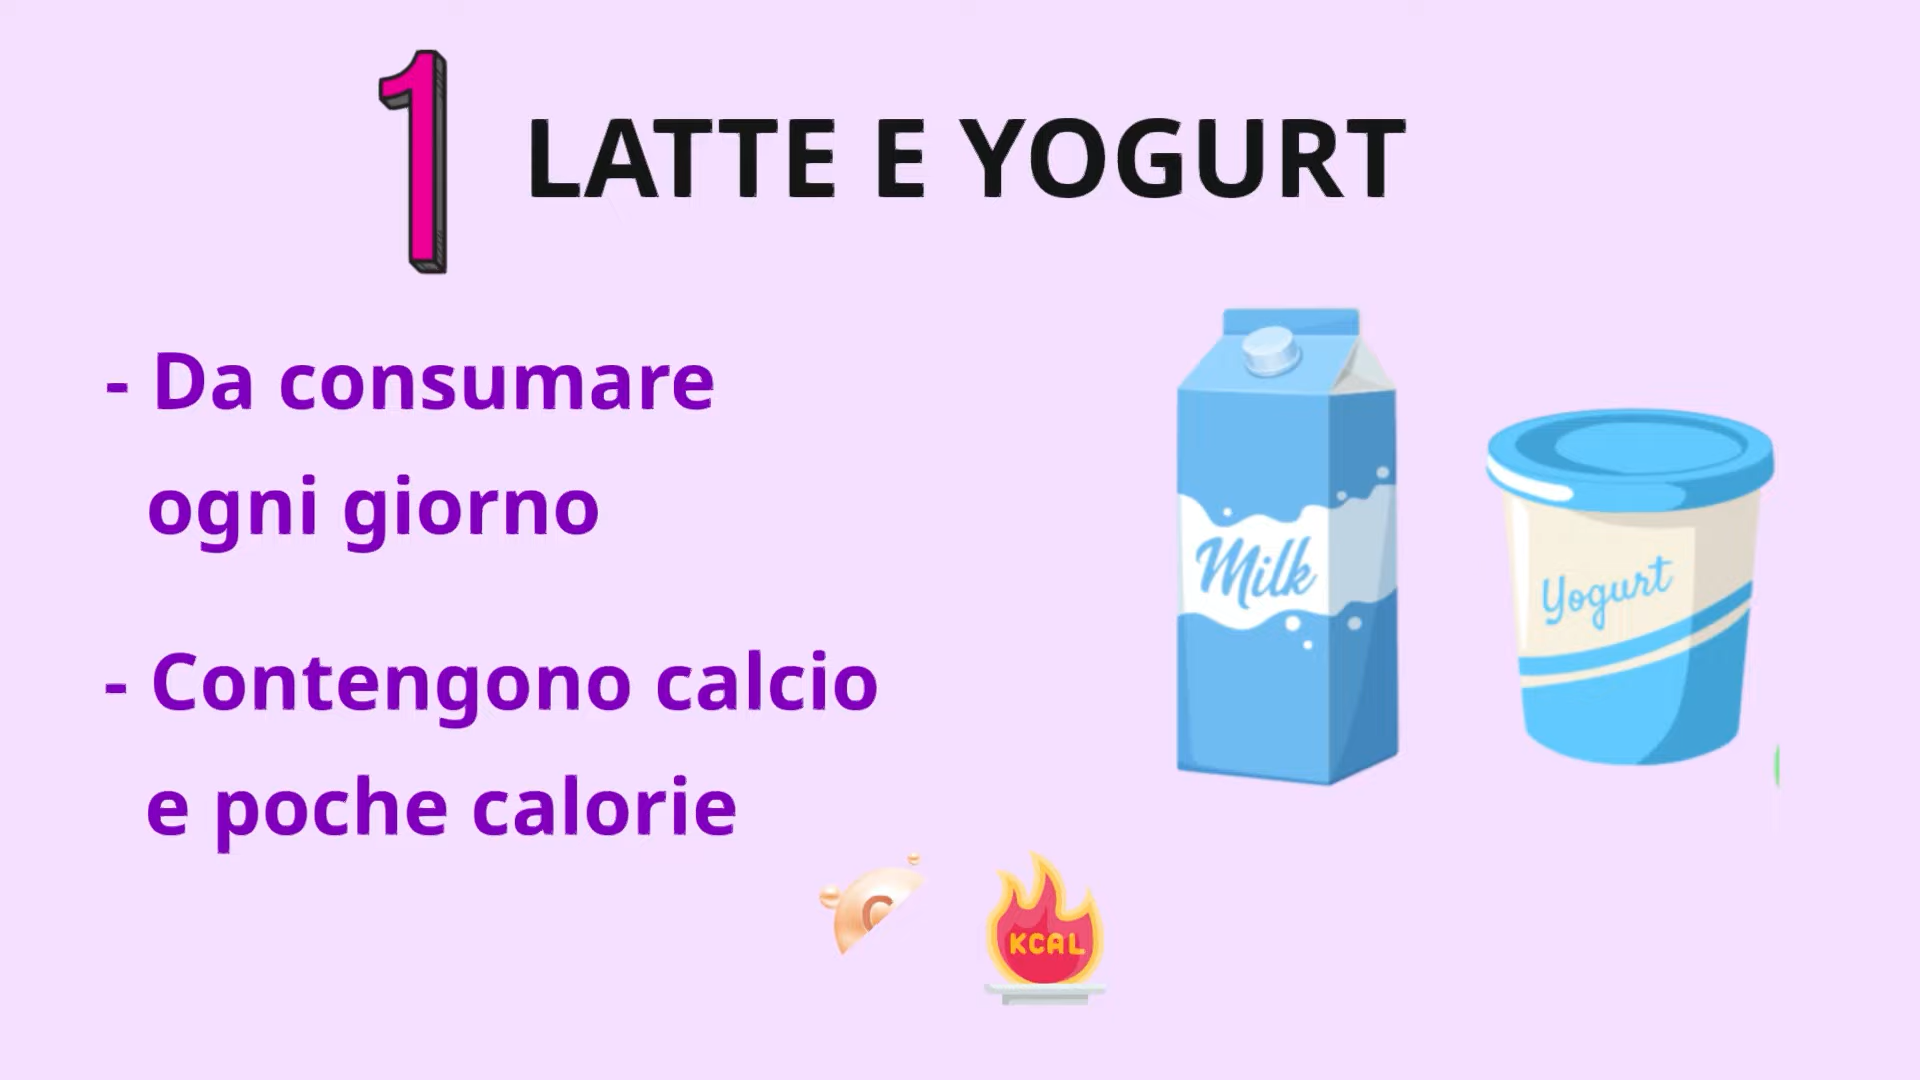 1 LATTE E YOGURT
- Da consumare
ogni giorno
- Contengono calcio
e poche calorie
Milk
Yogurt
C
KCAL